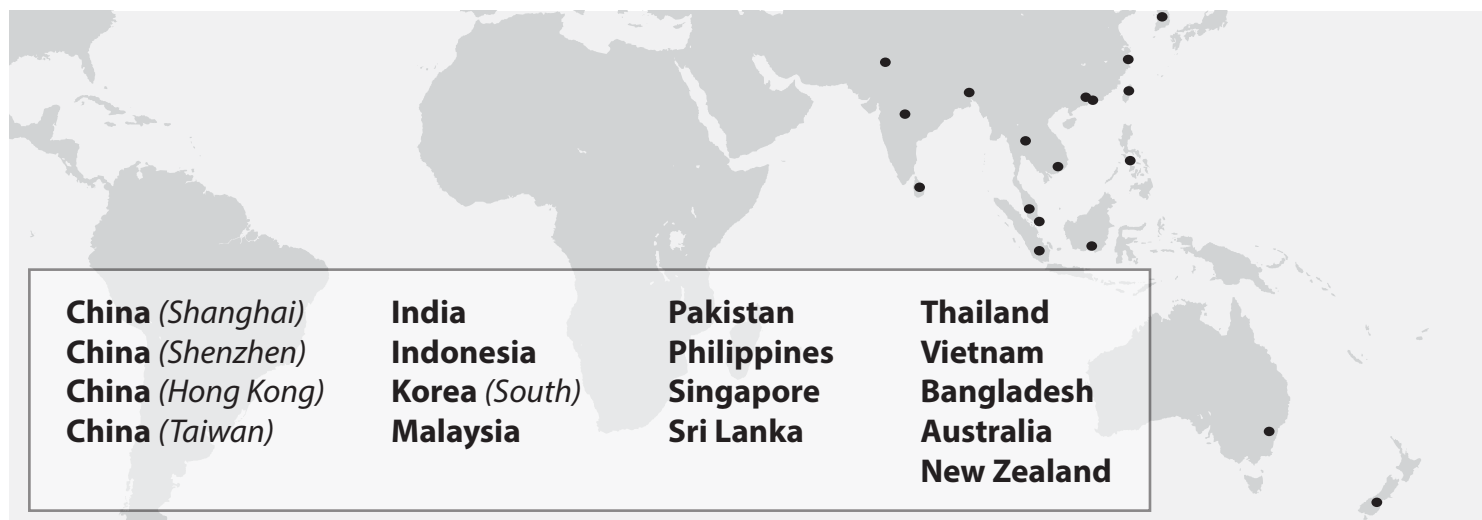 China (Shanghai)
China (Shenzhen)
China (Hong Kong)
China (Taiwan)
India
Indonesia
Korea (South)
Malaysia
Pakistan
Philippines
Singapore
Sri Lanka
Thailand
Vietnam
Bangladesh
Australia
New Zealand